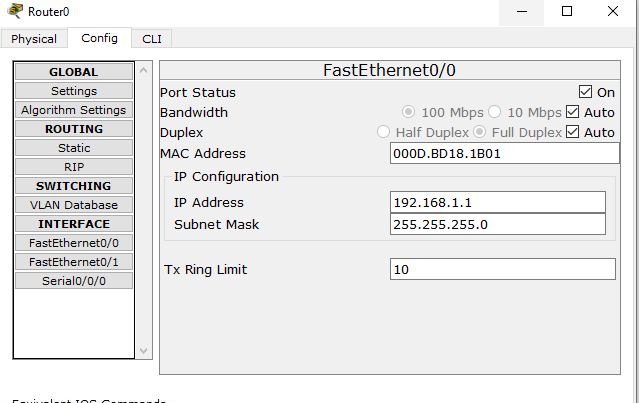 Router0
Physical Config CLI
GLOBAL
Settings
Algorithm Settings
ROUTING
Static
RIP
SWITCHING
VLAN Database
INTERFACE
FastEthernet0/0
FastEthernet0/1
Serial0/0/0
FastEthernet0/0
Port Status On
Bandwidth 100 Mbps 10 Mbps Auto
Duplex Half Duplex Full Duplex Auto
MAC Address 000D.BD18.1B01
IP Configuration
IP Address 192.168.1.1
Subnet Mask 255.255.255.0
Tx Ring Limit 10
Equivalent IOS Commands